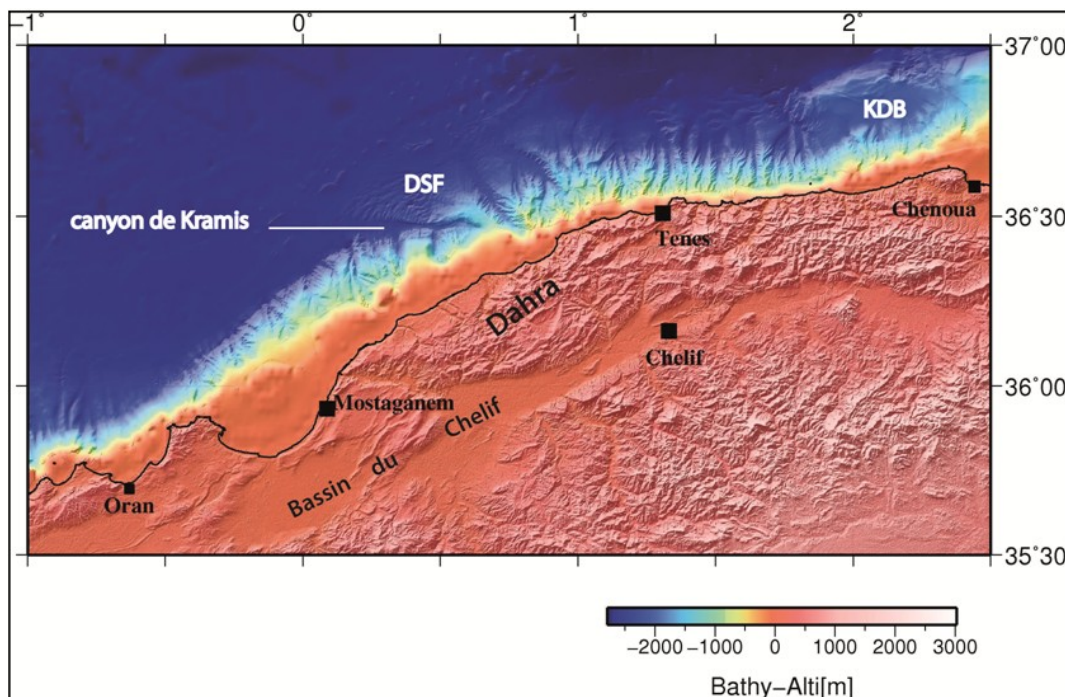 −1˚ 0˚ 1˚ 2˚
37˚00'
KDB
DSF
canyon de Kramis
36˚30'
Chenoua
Tenes
Dahra
Chelif
36˚00'
Mostaganem
Bassin du Chelif
Oran
35˚30'
−2000 −1000 0 1000 2000 3000
Bathy−Alti[m]